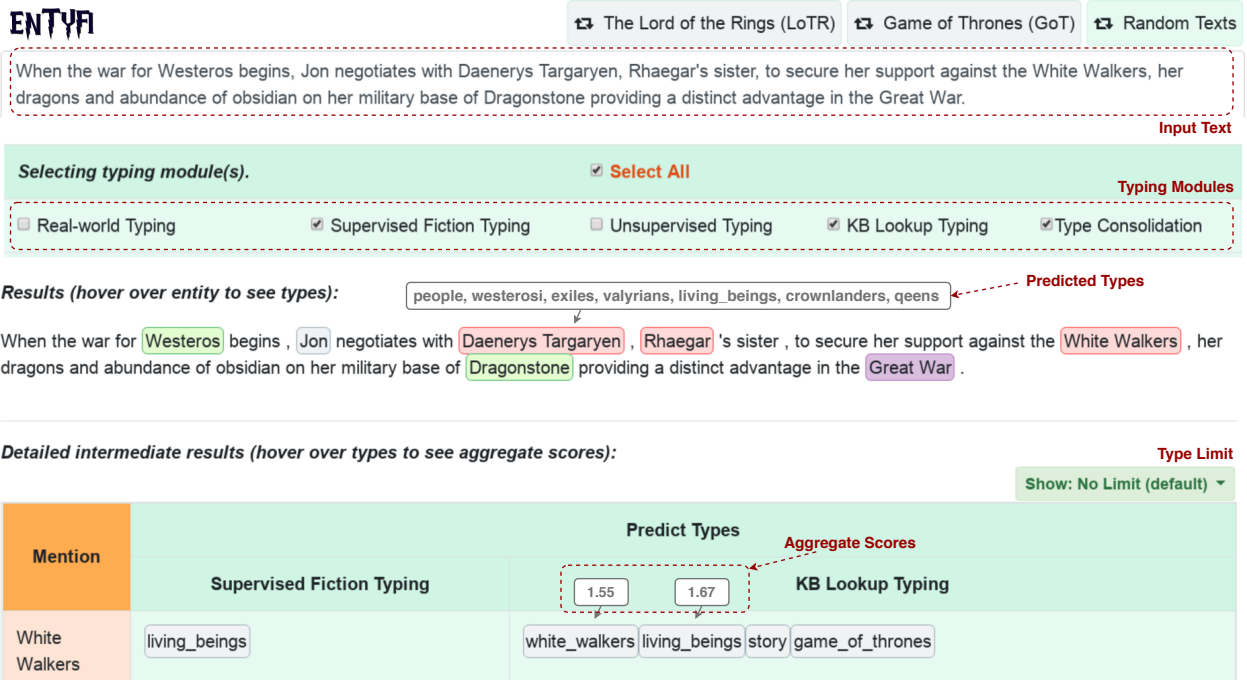 ENTYFI
The Lord of the Rings (LoTR) Game of Thrones (GoT) Random Texts
When the war for Westeros begins, Jon negotiates with Daenerys Targaryen, Rhaegar's sister, to secure her support against the White Walkers, her
dragons and abundance of obsidian on her military base of Dragonstone providing a distinct advantage in the Great War.
Input Text
Selecting typing module(s). Select All
Typing Modules
Real-world Typing Supervised Fiction Typing Unsupervised Typing KB Lookup Typing Type Consolidation
Predicted Types
Results (hover over entity to see types): people, westerosi, exiles, valyrians, living_beings, crownlanders, qeens
When the war for Westeros begins , Jon negotiates with Daenerys Targaryen , Rhaegar 's sister , to secure her support against the White Walkers , her
dragons and abundance of obsidian on her military base of Dragonstone providing a distinct advantage in the Great War .
Detailed intermediate results (hover over types to see aggregate scores): Type Limit
Show: No Limit (default)
Mention Predict Types
Aggregate Scores
Supervised Fiction Typing KB Lookup Typing
1.55 1.67
White
Walkers
living_beings white_walkers living_beings story game_of_thrones